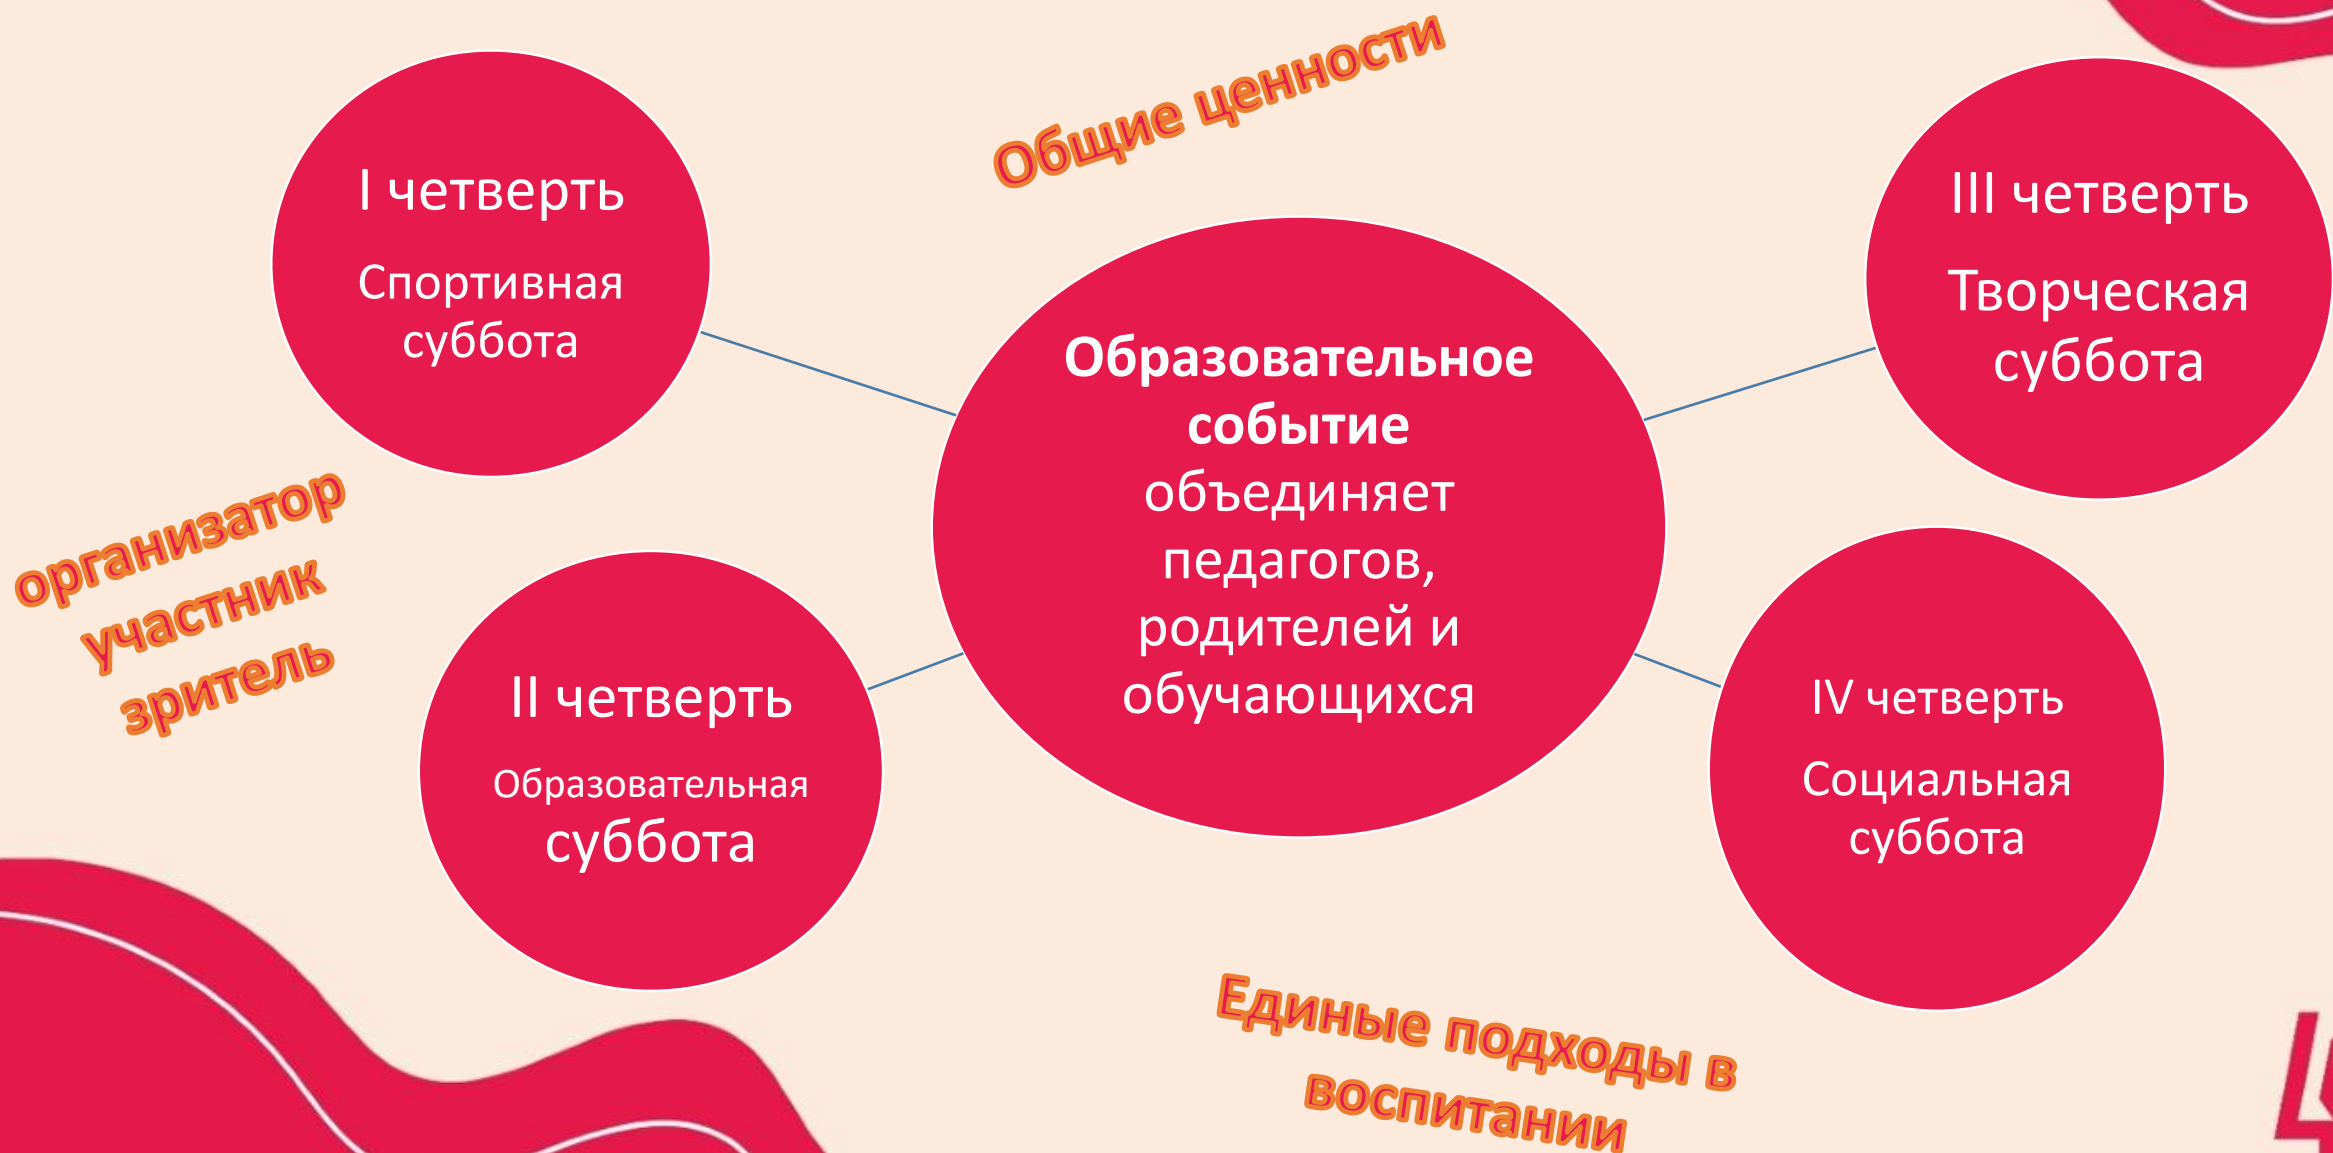 Общие ценности
I четверть
Спортивная
суббота
III четверть
Творческая
суббота
Образовательное
событие
объединяет
педагогов,
родителей и
обучающихся
организатор
участник
зритель
II четверть
Образовательная
суббота
IV четверть
Социальная
суббота
Единые подходы в
воспитании